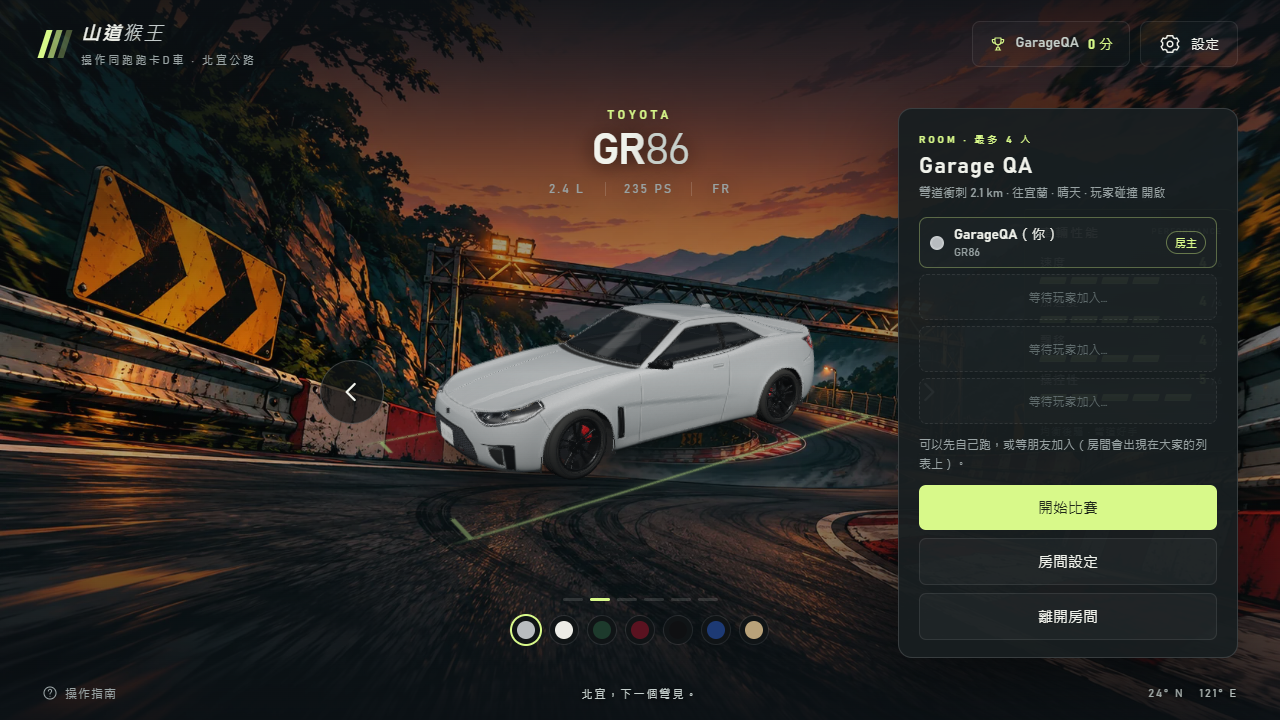 山道猴王
操作同跑跑卡D車 · 北宜公路
GarageQA 0 分
設定
TOYOTA
GR86
2.4 L
235 PS
FR
ROOM · 最多 4 人
Garage QA
彎道衝刺 2.1 km · 往宜蘭 · 晴天 · 玩家碰撞 開啟
GarageQA（你）
GR86
房主
等待玩家加入…
等待玩家加入…
等待玩家加入…
可以先自己跑，或等朋友加入（房間會出現在大家的列
表上）。
開始比賽
房間設定
離開房間
操作指南
北宜，下一個彎見。
24° N 121° E